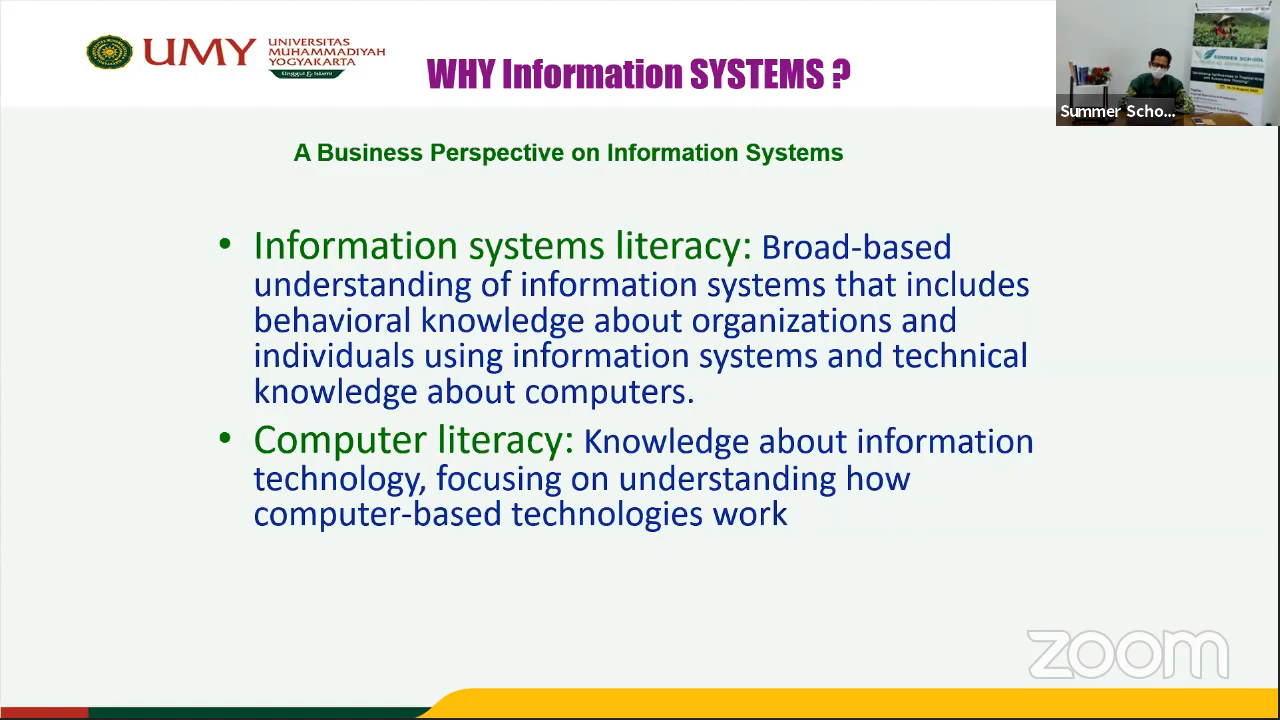 UMY
UNIVERSITAS
MUHAMMADIYAH
YOGYAKARTA
Unggul & Islami
WHY Information SYSTEMS ?
SUMMER SCHOOL
Summer Scho...
A Business Perspective on Information Systems
• Information systems literacy: Broad-based
understanding of information systems that includes
behavioral knowledge about organizations and
individuals using information systems and technical
knowledge about computers.
• Computer literacy: Knowledge about information
technology, focusing on understanding how
computer-based technologies work
zoom